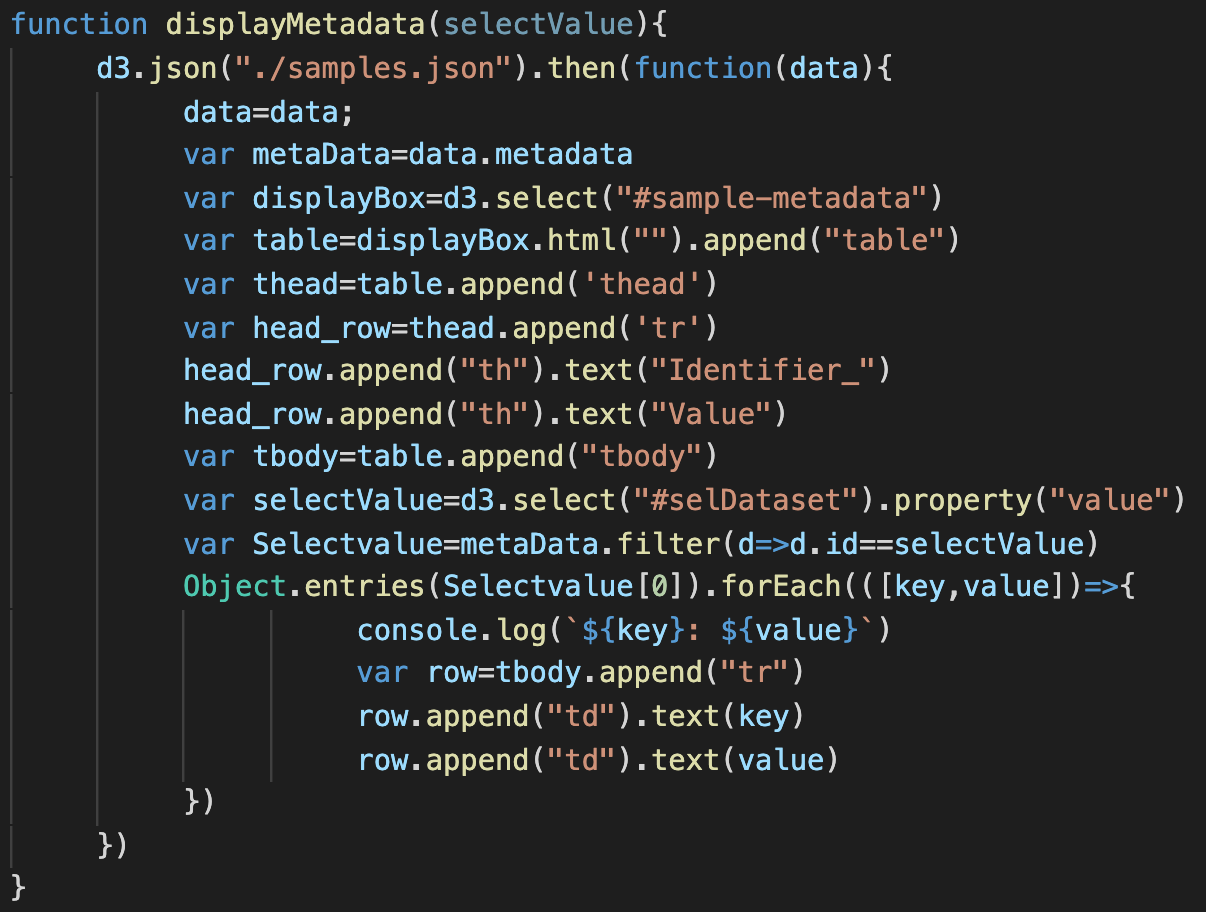 function displayMetadata(selectValue){
d3.json("./samples.json").then(function(data){
data=data;
var metaData=data.metadata
var displayBox=d3.select("#sample-metadata")
var table=displayBox.html("").append("table")
var thead=table.append('thead')
var head_row=thead.append('tr')
head_row.append("th").text("Identifier_")
head_row.append("th").text("Value")
var tbody=table.append("tbody")
var selectValue=d3.select("#selDataset").property("value")
var Selectvalue=metaData.filter(d=>d.id==selectValue)
Object.entries(Selectvalue[0]).forEach(([key,value])=>{
console.log(`${key}: ${value}`)
var row=tbody.append("tr")
row.append("td").text(key)
row.append("td").text(value)
})
})
}